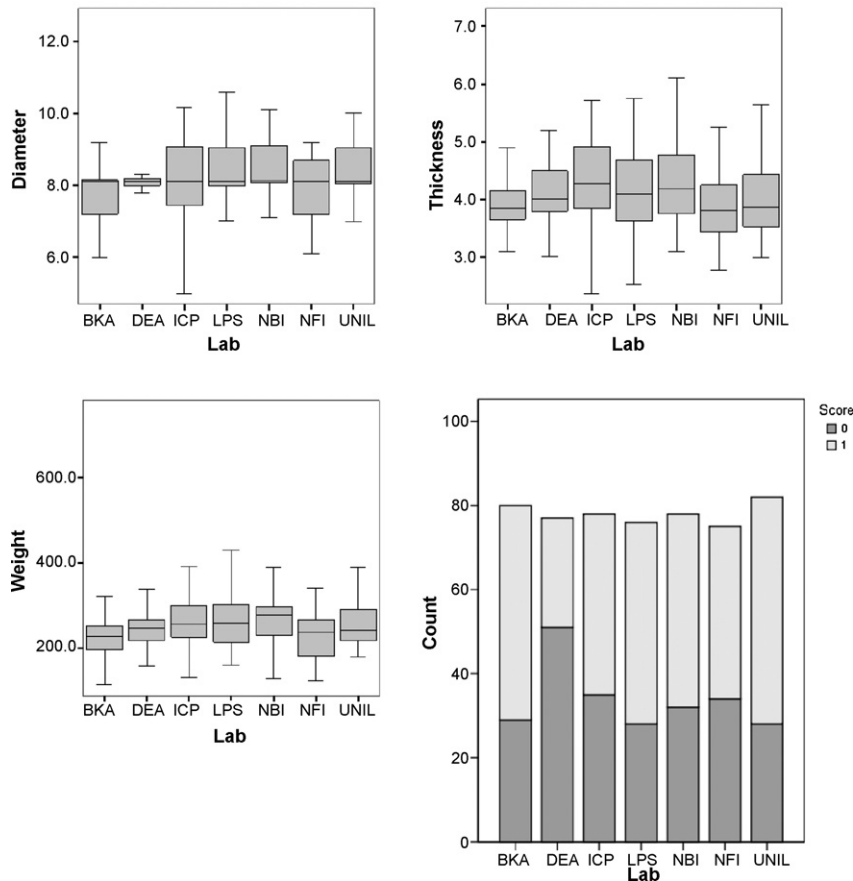 Diameter
12.0
10.0
8.0
6.0
BKA DEA ICP LPS NBI NFI UNIL
Lab
Thickness
7.0
6.0
5.0
4.0
3.0
BKA DEA ICP LPS NBI NFI UNIL
Lab
Weight
600.0
400.0
200.0
BKA DEA ICP LPS NBI NFI UNIL
Lab
Count
100
80
60
40
20
0
BKA DEA ICP LPS NBI NFI UNIL
Lab
Score
0
1